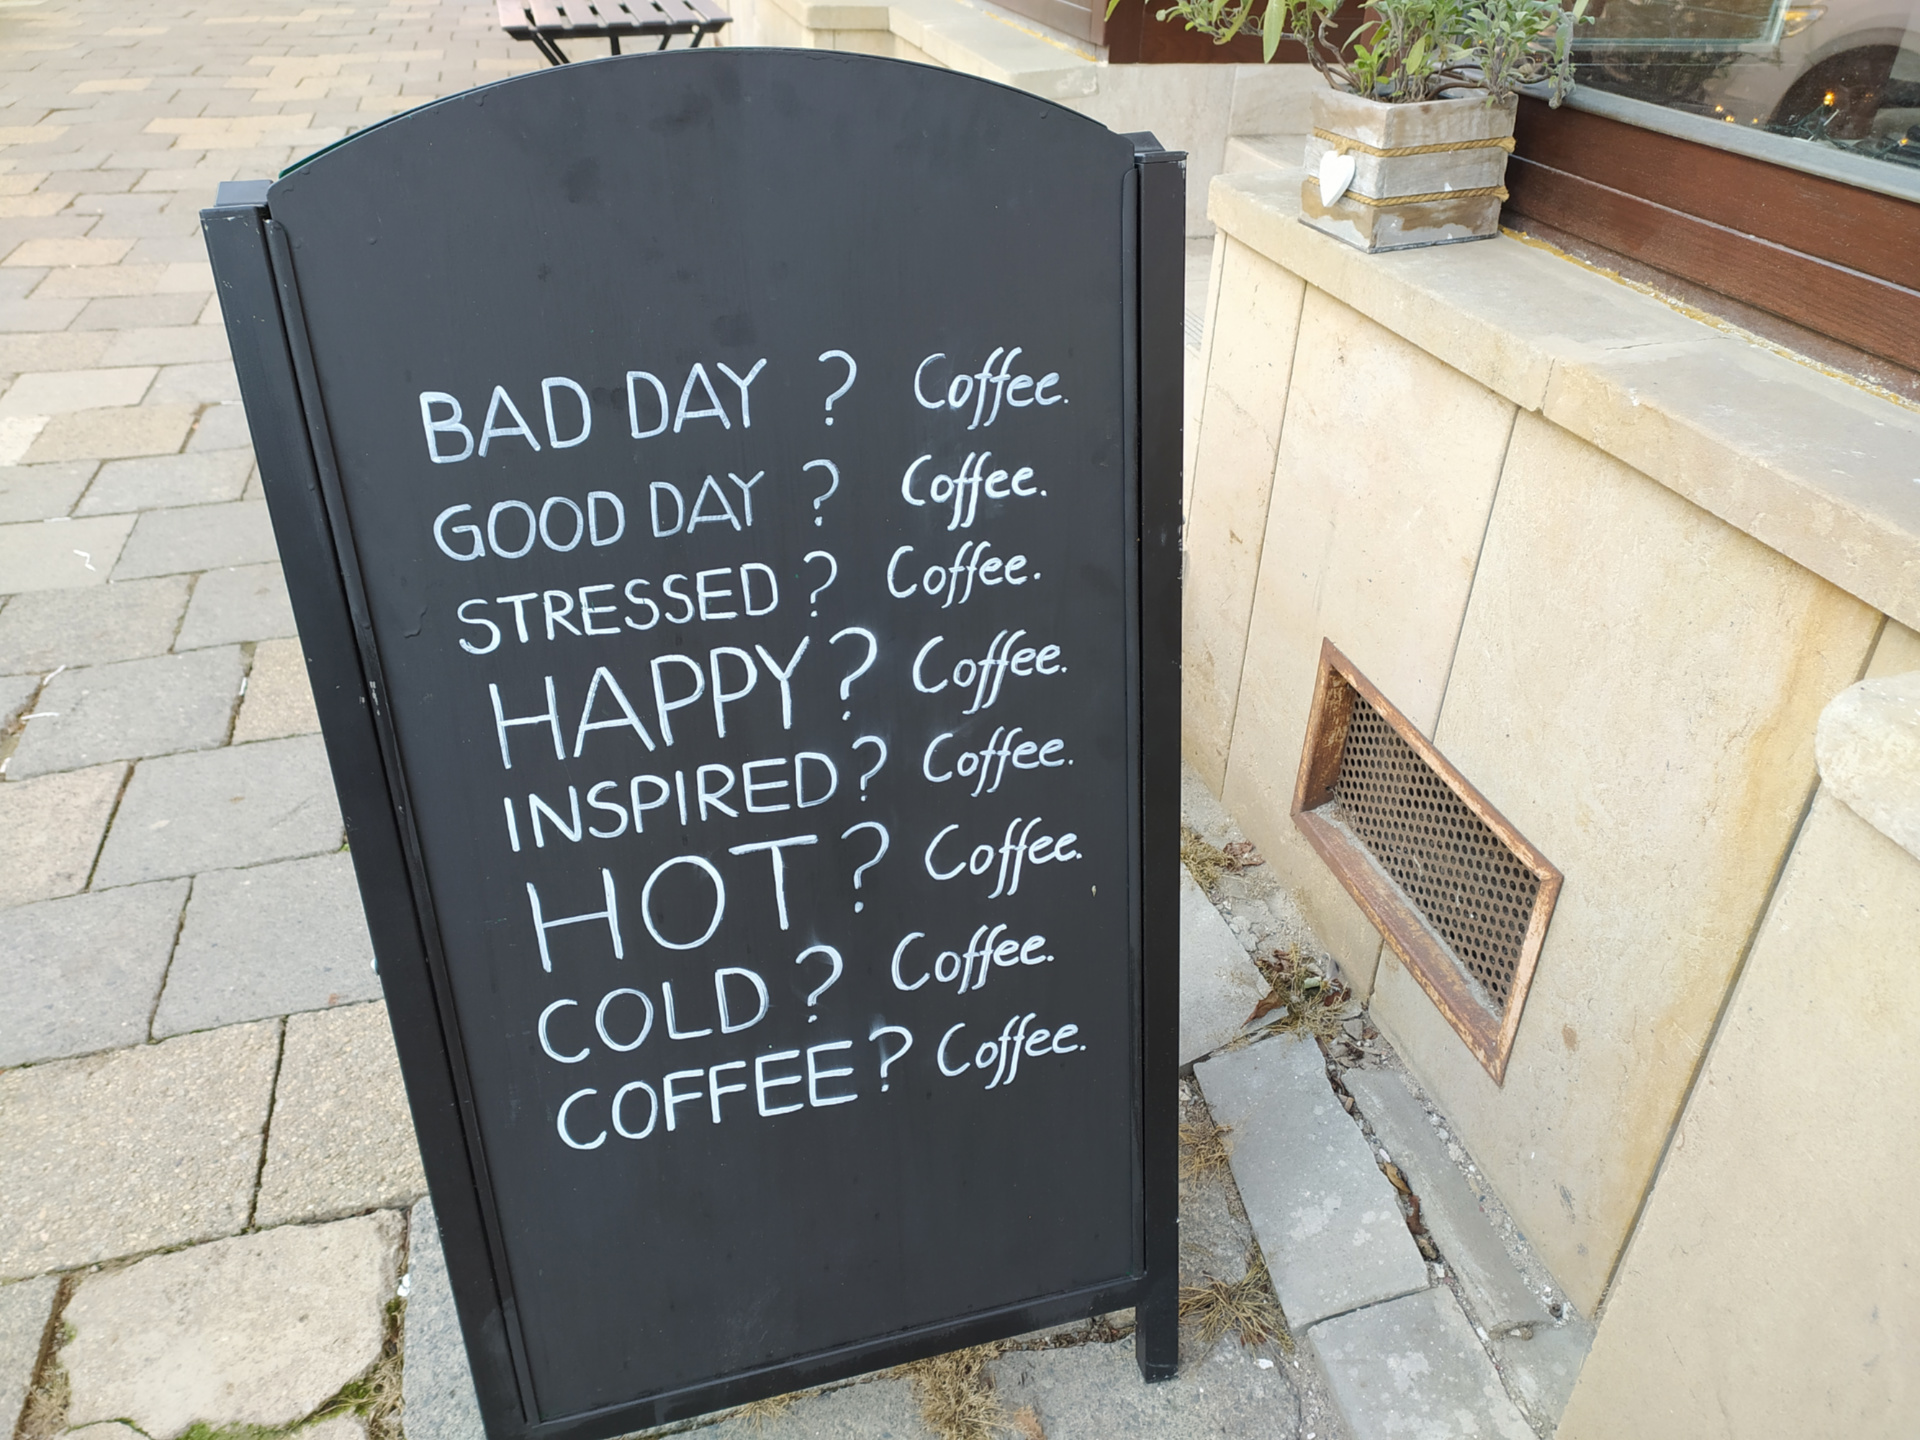 BAD DAY ? Coffee.
GOOD DAY ? Coffee.
STRESSED ? Coffee.
HAPPY ? Coffee.
INSPIRED ? Coffee.
HOT ? Coffee.
COLD ? Coffee.
COFFEE ? Coffee.